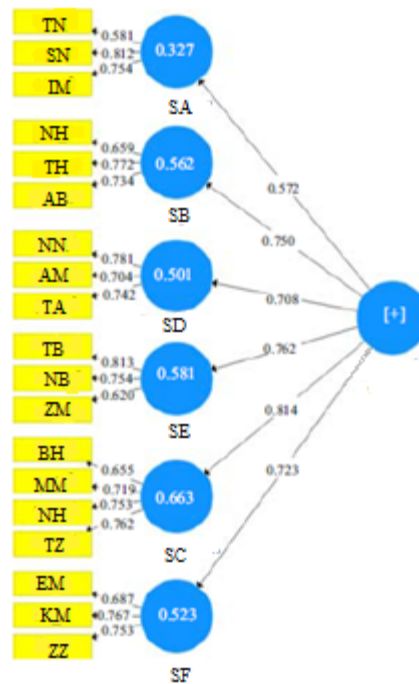 TN
0.581
SN
0.812
IM
0.754
0.327
SA
0.572
NH
0.659
TH
0.772
AB
0.734
0.562
SB
0.750
NN
0.781
AM
0.704
TA
0.742
0.501
SD
0.708
[+]
TB
0.813
NB
0.754
ZM
0.620
0.581
SE
0.762
BH
0.655
MM
0.719
NH
0.753
TZ
0.762
0.663
SC
0.814
EM
0.687
KM
0.767
ZZ
0.753
0.523
SF
0.723